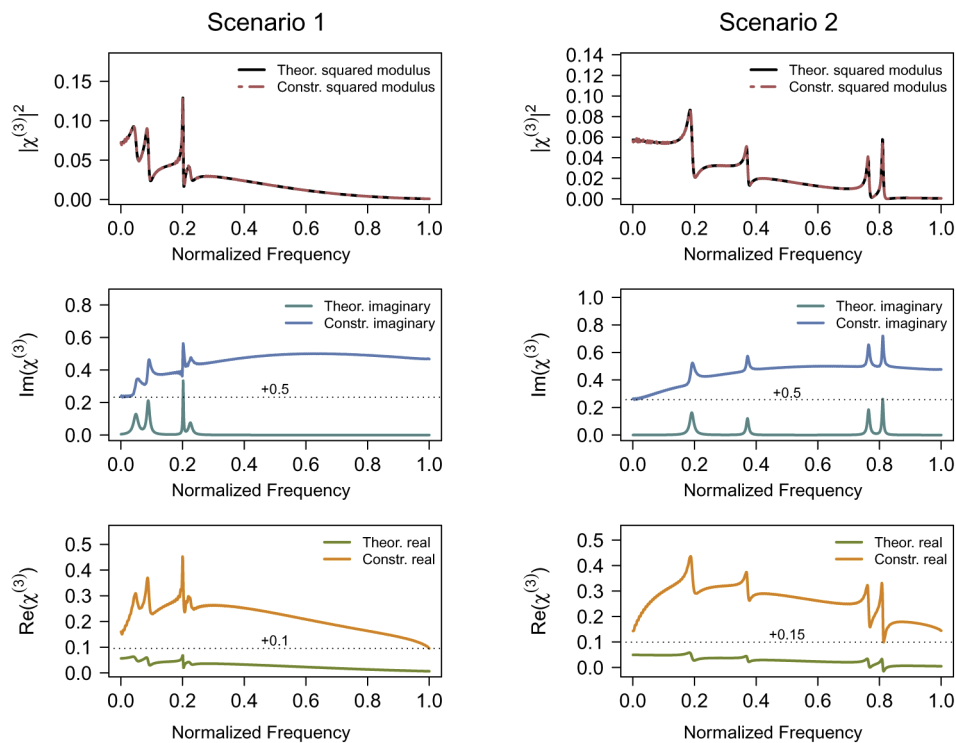 Scenario 1
Scenario 2
|χ⁽³⁾|²
0.15
0.10
0.05
0.00
Theor. squared modulus
Constr. squared modulus
0.0 0.2 0.4 0.6 0.8 1.0
Normalized Frequency
|χ⁽³⁾|²
0.14
0.12
0.10
0.08
0.06
0.04
0.02
0.00
Theor. squared modulus
Constr. squared modulus
0.0 0.2 0.4 0.6 0.8 1.0
Normalized Frequency
Im(χ⁽³⁾)
0.8
0.6
0.4
0.2
0.0
Theor. imaginary
Constr. imaginary
+0.5
0.0 0.2 0.4 0.6 0.8 1.0
Normalized Frequency
Im(χ⁽³⁾)
1.0
0.8
0.6
0.4
0.2
0.0
Theor. imaginary
Constr. imaginary
+0.5
0.0 0.2 0.4 0.6 0.8 1.0
Normalized Frequency
Re(χ⁽³⁾)
0.5
0.4
0.3
0.2
0.1
0.0
Theor. real
Constr. real
+0.1
0.0 0.2 0.4 0.6 0.8 1.0
Normalized Frequency
Re(χ⁽³⁾)
0.5
0.4
0.3
0.2
0.1
0.0
Theor. real
Constr. real
+0.15
0.0 0.2 0.4 0.6 0.8 1.0
Normalized Frequency